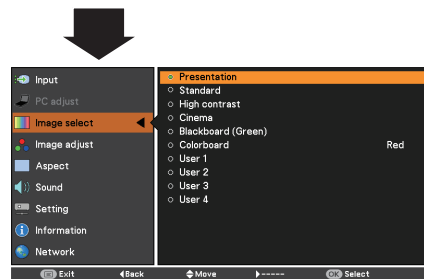 Input
PC adjust
Image select
Image adjust
Aspect
Sound
Setting
Information
Network
Presentation
Standard
High contrast
Cinema
Blackboard (Green)
Colorboard Red
User 1
User 2
User 3
User 4
Exit Back Move ----- OK Select